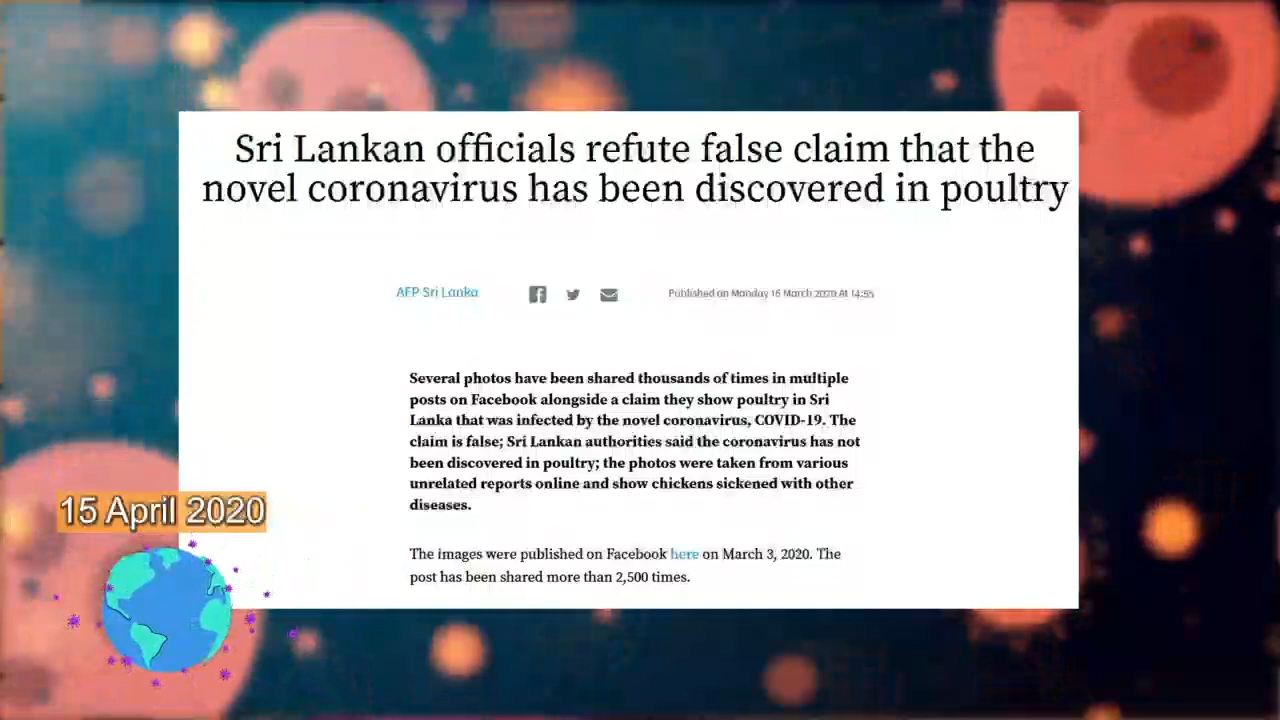 Sri Lankan officials refute false claim that the
novel coronavirus has been discovered in poultry
AFP Sri Lanka
Published on Monday 16 March 2020 At 14:55
Several photos have been shared thousands of times in multiple
posts on Facebook alongside a claim they show poultry in Sri
Lanka that was infected by the novel coronavirus, COVID-19. The
claim is false; Sri Lankan authorities said the coronavirus has not
been discovered in poultry; the photos were taken from various
unrelated reports online and show chickens sickened with other
diseases.
15 April 2020
The images were published on Facebook here on March 3, 2020. The
post has been shared more than 2,500 times.